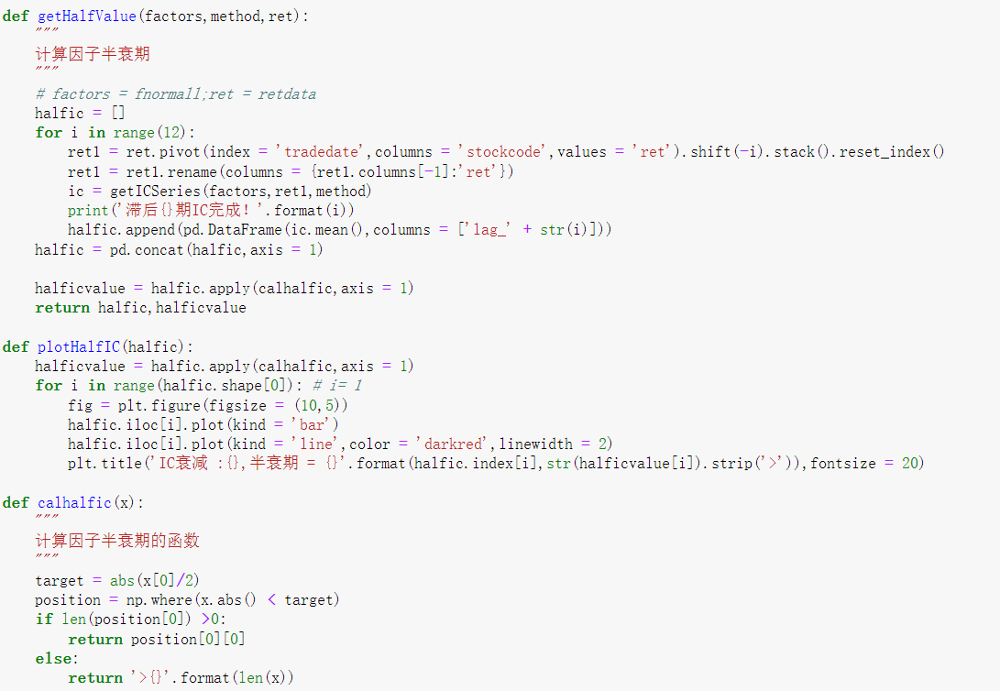 def getHalfValue(factors,method,ret):
    """
    计算因子半衰期
    """
    # factors = fnormall;ret = retdata
    halfic = []
    for i in range(12):
        ret1 = ret.pivot(index = 'tradedate',columns = 'stockcode',values = 'ret').shift(-i).stack().reset_index()
        ret1 = ret1.rename(columns = {ret1.columns[-1]:'ret'})
        ic = getICSeries(factors,ret1,method)
        print('滞后{}期IC完成！'.format(i))
        halfic.append(pd.DataFrame(ic.mean(),columns = ['lag_' + str(i)]))
    halfic = pd.concat(halfic,axis = 1)

    halficvalue = halfic.apply(calhalfic,axis = 1)
    return halfic,halficvalue

def plotHalfIC(halfic):
    halficvalue = halfic.apply(calhalfic,axis = 1)
    for i in range(halfic.shape[0]): # i= 1
        fig = plt.figure(figsize = (10,5))
        halfic.iloc[i].plot(kind = 'bar')
        halfic.iloc[i].plot(kind = 'line',color = 'darkred',linewidth = 2)
        plt.title('IC衰减 :{},半衰期 = {}'.format(halfic.index[i],str(halficvalue[i]).strip('>')),fontsize = 20)

def calhalfic(x):
    """
    计算因子半衰期的函数
    """
    target = abs(x[0]/2)
    position = np.where(x.abs() < target)
    if len(position[0]) >0:
        return position[0][0]
    else:
        return '>{}'.format(len(x))